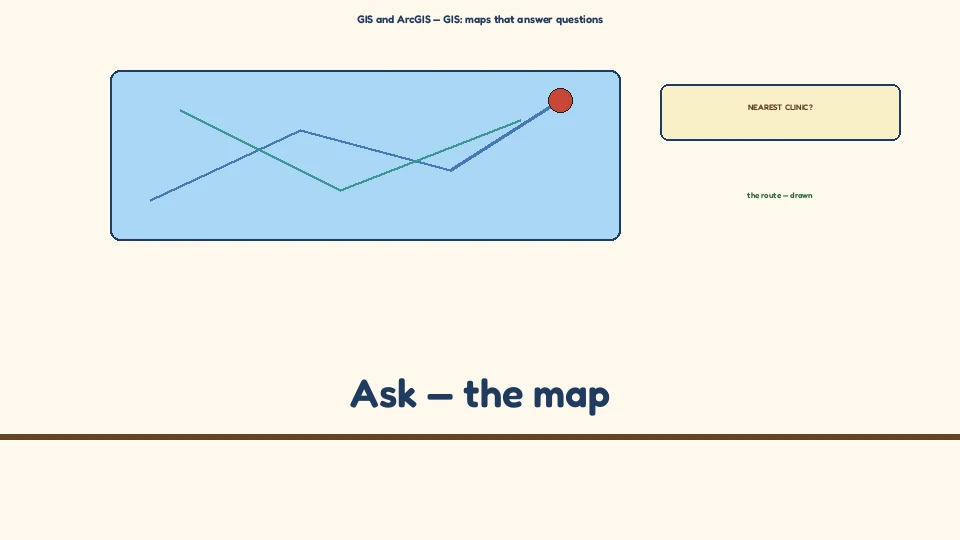 GIS and ArcGIS — GIS: maps that answer questions
NEAREST CLINIC?
the route — drawn
Ask — the map